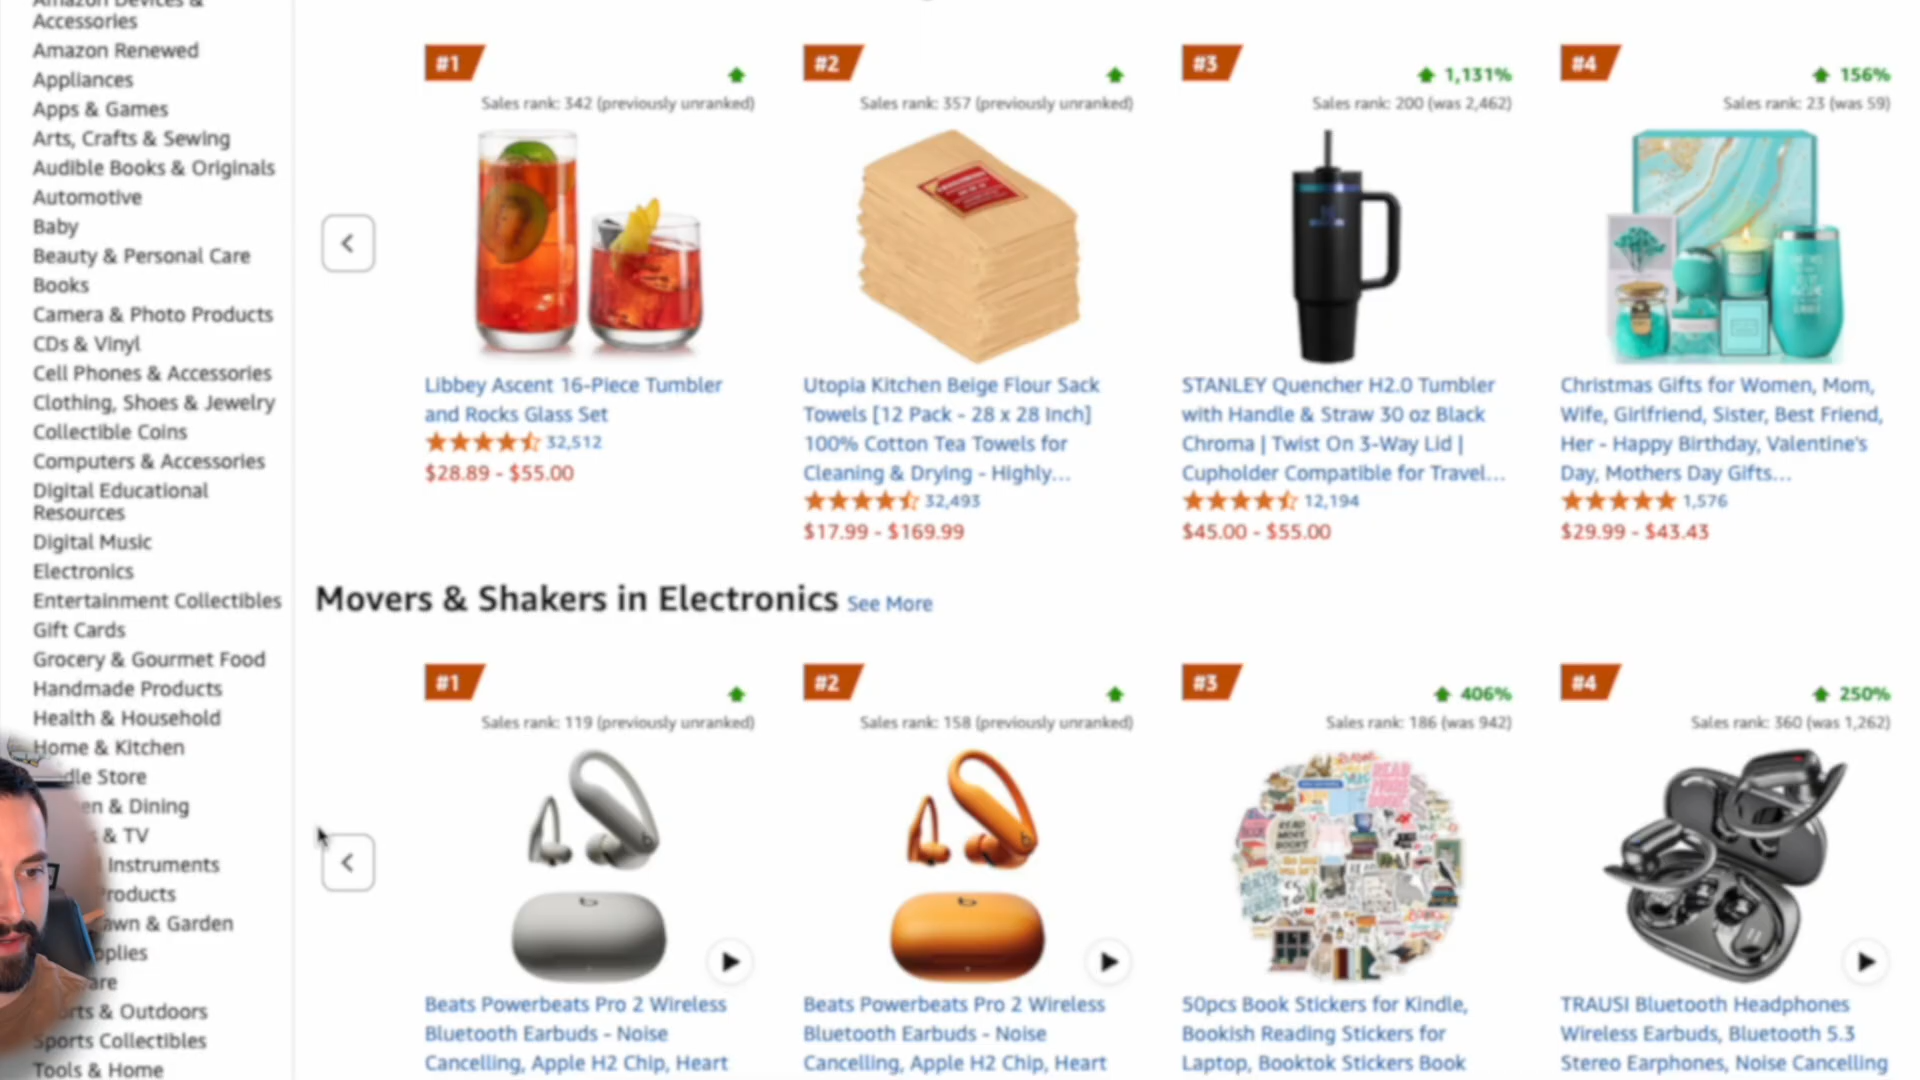 Amazon Devices &
Accessories
Amazon Renewed
Appliances
Apps & Games
Arts, Crafts & Sewing
Audible Books & Originals
Automotive
Baby
Beauty & Personal Care
Books
Camera & Photo Products
CDs & Vinyl
Cell Phones & Accessories
Clothing, Shoes & Jewelry
Collectible Coins
Computers & Accessories
Digital Educational
Resources
Digital Music
Electronics
Entertainment Collectibles
Gift Cards
Grocery & Gourmet Food
Handmade Products
Health & Household
Home & Kitchen
dle Store
en & Dining
& TV
Instruments
roducts
awn & Garden
pplies
are
rts & Outdoors
Sports Collectibles
Tools & Home
#1
Sales rank: 342 (previously unranked)
Libbey Ascent 16-Piece Tumbler
and Rocks Glass Set
32,512
$28.89 - $55.00
#2
Sales rank: 357 (previously unranked)
Utopia Kitchen Beige Flour Sack
Towels [12 Pack - 28 x 28 Inch]
100% Cotton Tea Towels for
Cleaning & Drying - Highly...
32,493
$17.99 - $169.99
#3
1,131%
Sales rank: 200 (was 2,462)
STANLEY Quencher H2.0 Tumbler
with Handle & Straw 30 oz Black
Chroma | Twist On 3-Way Lid |
Cupholder Compatible for Travel...
12,194
$45.00 - $55.00
#4
156%
Sales rank: 23 (was 59)
Christmas Gifts for Women, Mom,
Wife, Girlfriend, Sister, Best Friend,
Her - Happy Birthday, Valentine's
Day, Mothers Day Gifts...
1,576
$29.99 - $43.43
Movers & Shakers in Electronics See More
#1
Sales rank: 119 (previously unranked)
Beats Powerbeats Pro 2 Wireless
Bluetooth Earbuds - Noise
Cancelling, Apple H2 Chip, Heart
#2
Sales rank: 158 (previously unranked)
Beats Powerbeats Pro 2 Wireless
Bluetooth Earbuds - Noise
Cancelling, Apple H2 Chip, Heart
#3
406%
Sales rank: 186 (was 942)
READ
MORE
BOOKS
50pcs Book Stickers for Kindle,
Bookish Reading Stickers for
Laptop, Booktok Stickers Book
#4
250%
Sales rank: 360 (was 1,262)
TRAUSI Bluetooth Headphones
Wireless Earbuds, Bluetooth 5.3
Stereo Earphones, Noise Cancelling